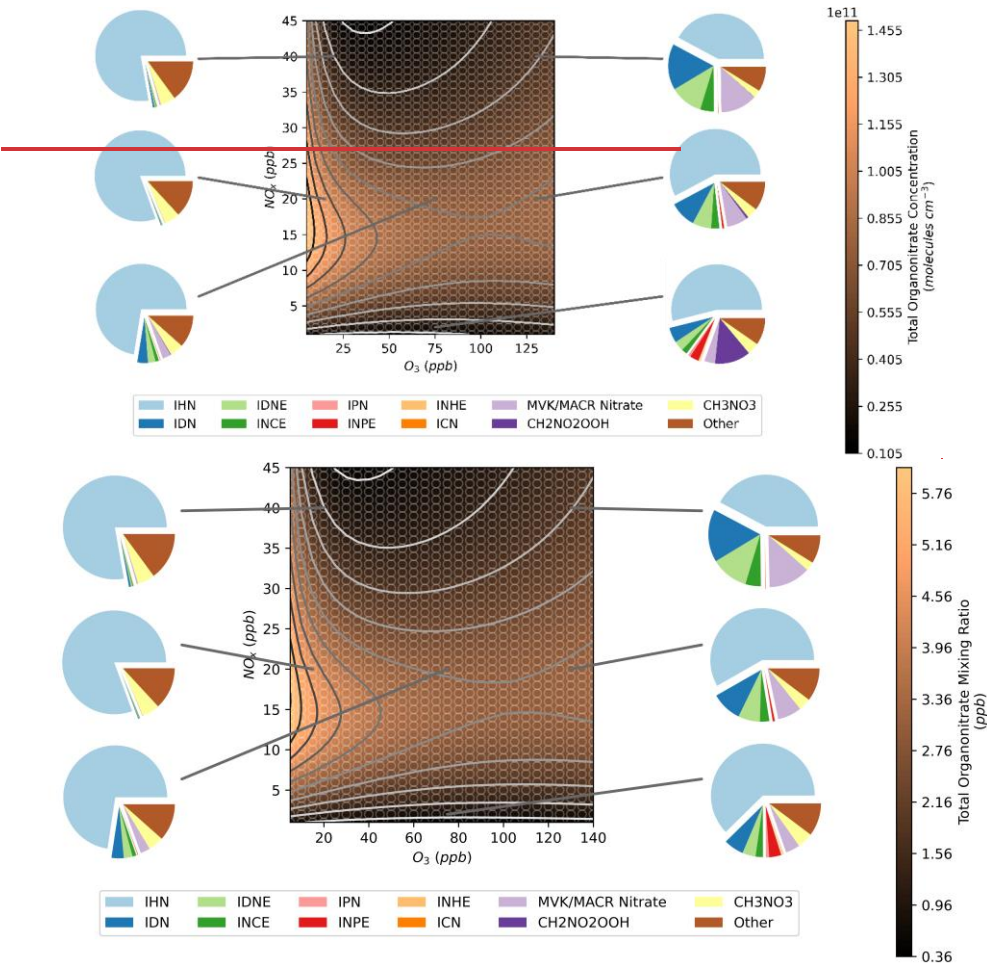 1e11
45
40
35
30
25
20
15
10
5
NOx (ppb)
25 50 75 100 125
O3 (ppb)
1.455
1.305
1.155
1.005
0.855
0.705
0.555
0.405
0.255
0.105
Total Organonitrate Concentration
(molecules cm−3)
IHN IDNE IPN INHE MVK/MACR Nitrate CH3NO3
IDN INCE INPE ICN CH2NO2OOH Other
45
40
35
30
25
20
15
10
5
NOx (ppb)
20 40 60 80 100 120 140
O3 (ppb)
5.76
5.16
4.56
3.96
3.36
2.76
2.16
1.56
0.96
0.36
Total Organonitrate Mixing Ratio
(ppb)
IHN IDNE IPN INHE MVK/MACR Nitrate CH3NO3
IDN INCE INPE ICN CH2NO2OOH Other